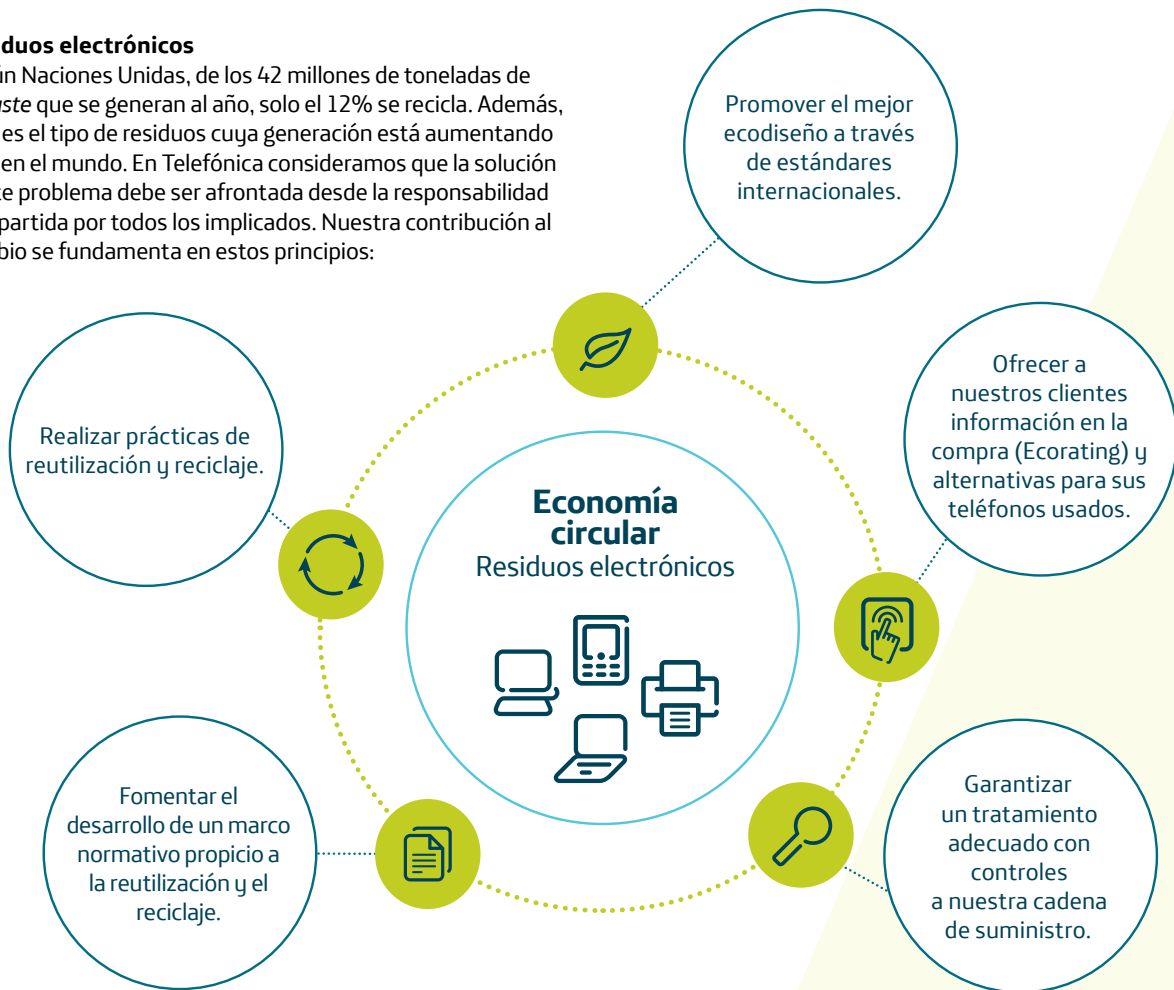 duos electrónicos
ún Naciones Unidas, de los 42 millones de toneladas de
aste que se generan al año, solo el 12% se recicla. Además,
es el tipo de residuos cuya generación está aumentando
en el mundo. En Telefónica consideramos que la solución
te problema debe ser afrontada desde la responsabilidad
partida por todos los implicados. Nuestra contribución al
bio se fundamenta en estos principios:
Promover el mejor
ecodiseño a través
de estándares
internacionales.
Ofrecer a
nuestros clientes
información en la
compra (Ecorating) y
alternativas para sus
teléfonos usados.
Realizar prácticas de
reutilización y reciclaje.
Economía
circular
Residuos electrónicos
Fomentar el
desarrollo de un marco
normativo propicio a
la reutilización y el
reciclaje.
Garantizar
un tratamiento
adecuado con
controles
a nuestra cadena
de suministro.